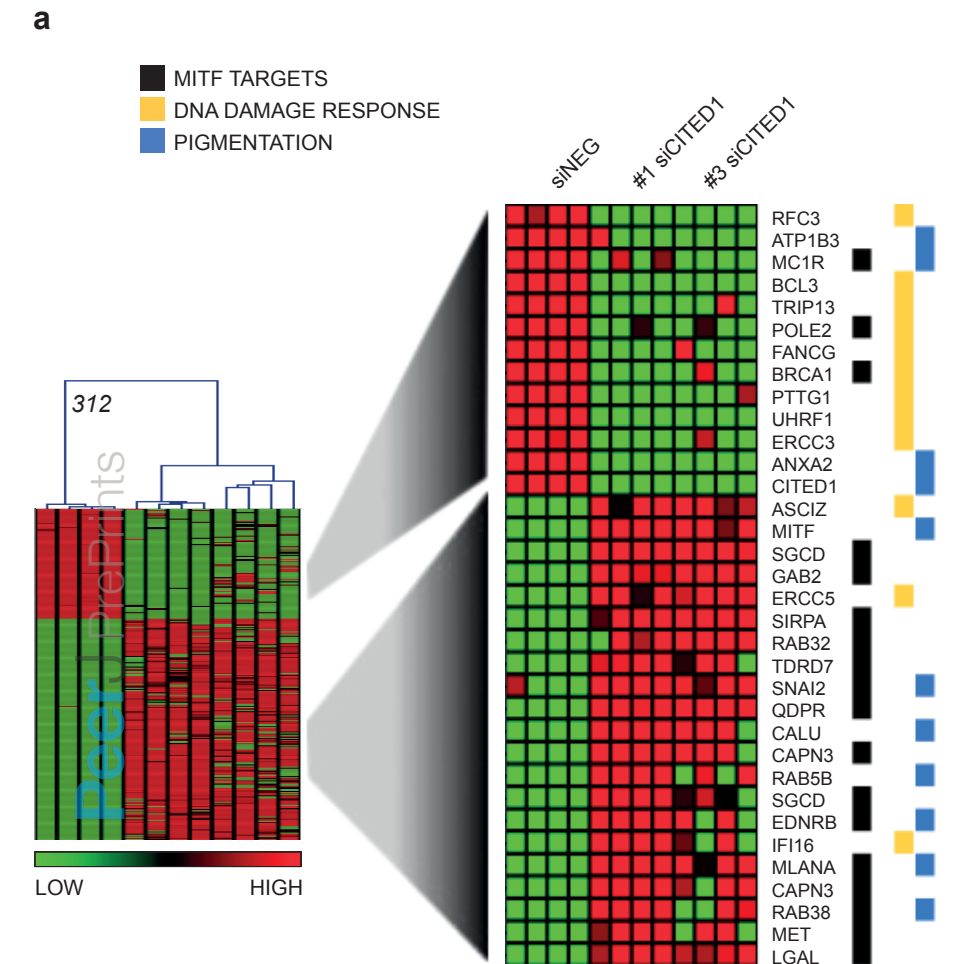 a
MITF TARGETS
DNA DAMAGE RESPONSE
PIGMENTATION
siNEG
#1 siCITED1
#3 siCITED1
RFC3
ATP1B3
MC1R
BCL3
TRIP13
POLE2
FANCG
BRCA1
PTTG1
UHRF1
ERCC3
ANXA2
CITED1
ASCIZ
MITF
SGCD
GAB2
ERCC5
SIRPA
RAB32
TDRD7
SNAI2
QDPR
CALU
CAPN3
RAB5B
SGCD
EDNRB
IFI16
MLANA
CAPN3
RAB38
MET
LGAL
312
PeerJ PrePrints
LOW HIGH